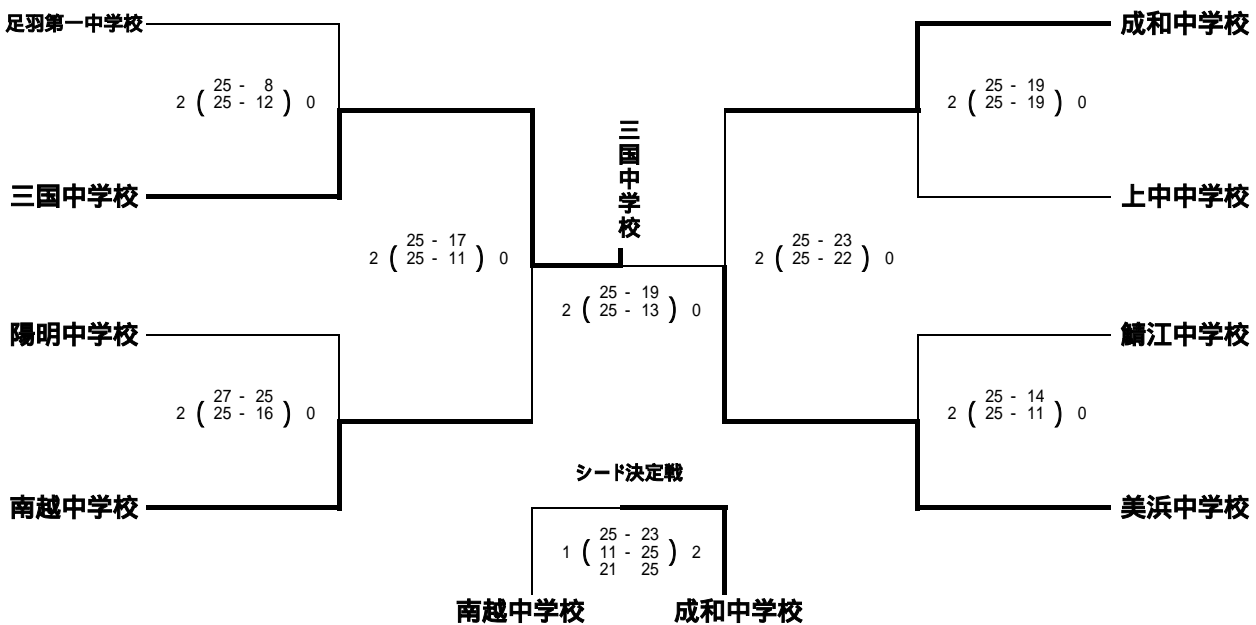 足羽第一中学校
2 ( 25 - 8
25 - 12 ) 0
三国中学校
2 ( 25 - 17
25 - 11 ) 0
陽明中学校
2 ( 27 - 25
25 - 16 ) 0
南越中学校
三国中学校
2 ( 25 - 19
25 - 13 ) 0
成和中学校
2 ( 25 - 19
25 - 19 ) 0
上中中学校
2 ( 25 - 23
25 - 22 ) 0
鯖江中学校
2 ( 25 - 14
25 - 11 ) 0
美浜中学校
シード決定戦
1 ( 25 - 23
11 - 25
21 25 ) 2
南越中学校
成和中学校